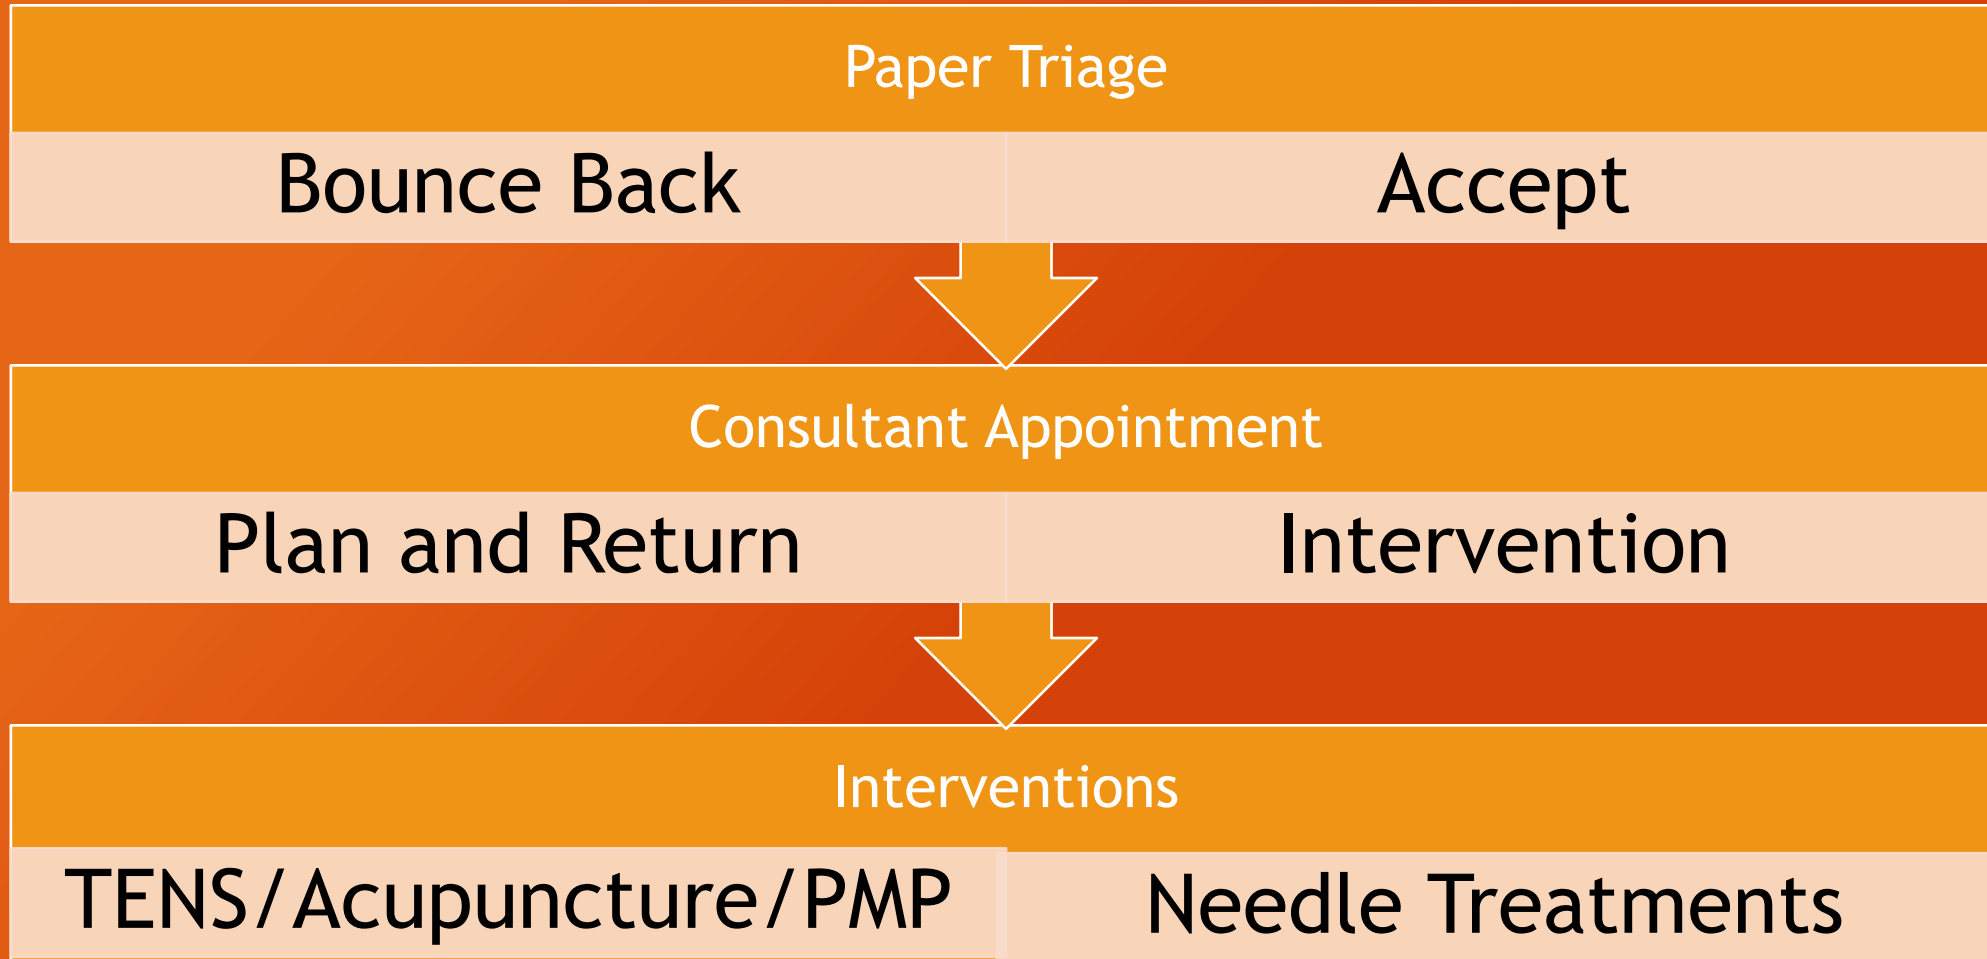 Paper Triage
Bounce Back
Accept
Consultant Appointment
Plan and Return
Intervention
Interventions
TENS/Acupuncture/PMP
Needle Treatments